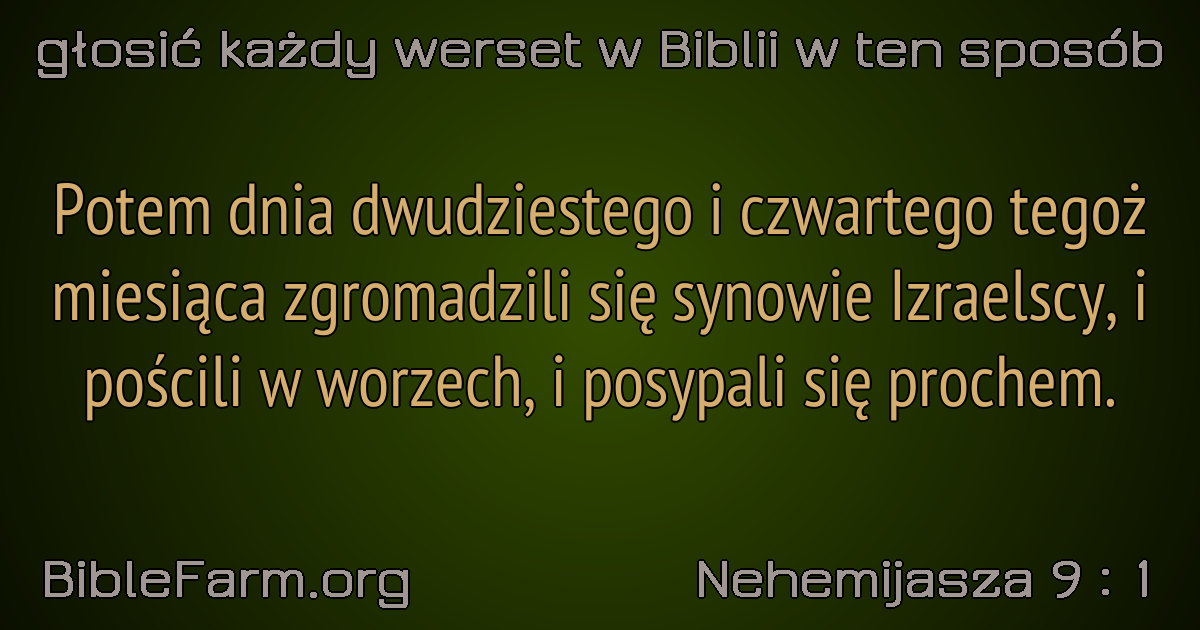 głosić każdy werset w Biblii w ten sposób
Potem dnia dwudziestego i czwartego tegoż
miesiąca zgromadzili się synowie Izraelscy, i
pościli w worzech, i posypali się prochem.
BibleFarm.org
Nehemijasza 9 : 1